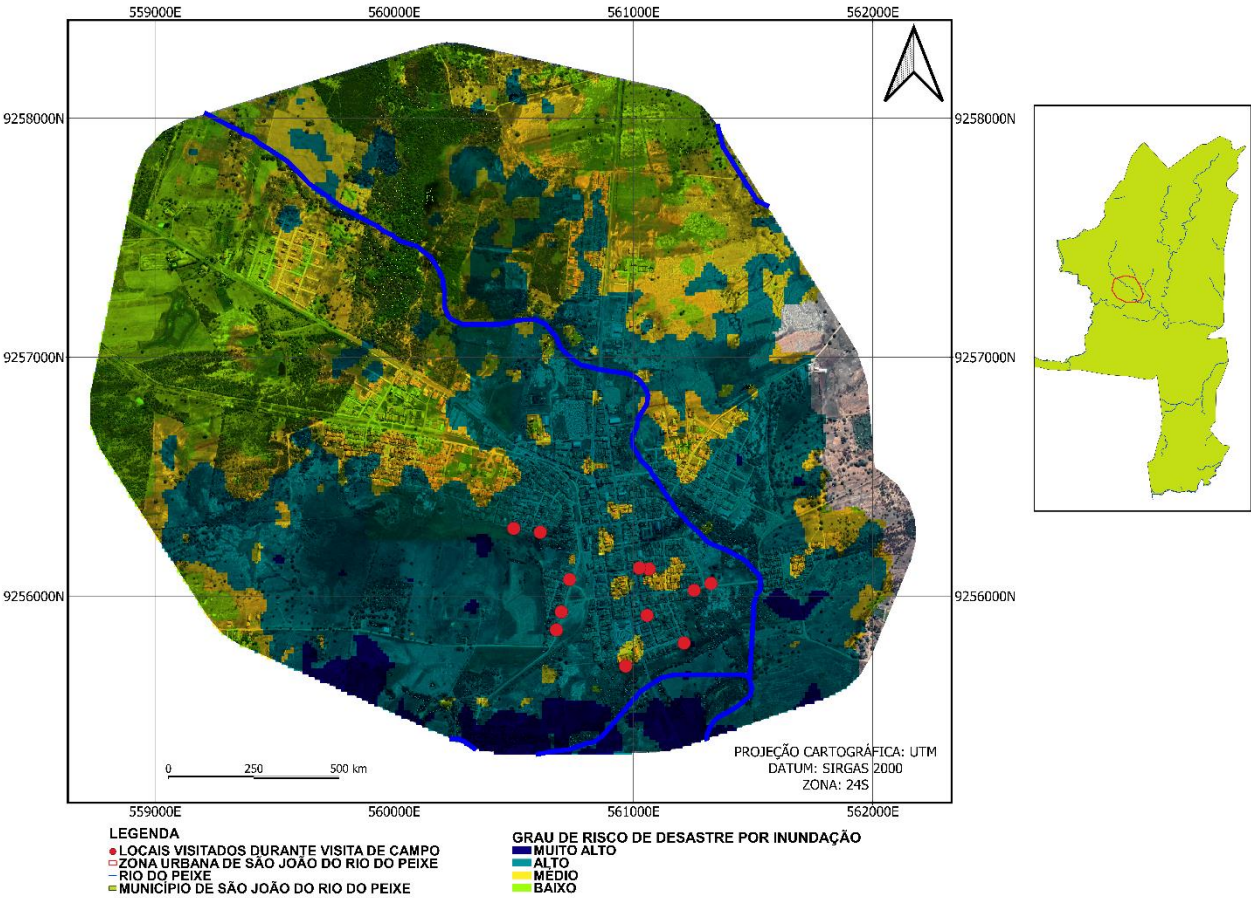 559000E 560000E 561000E 562000E
9258000N 9258000N
9257000N 9257000N
9256000N 9256000N
PROJEÇÃO CARTOGRÁFICA: UTM
DATUM: SIRGAS 2000
ZONA: 24S
0 250 500 km
559000E 560000E 561000E 562000E
LEGENDA
LOCAIS VISITADOS DURANTE VISITA DE CAMPO
ZONA URBANA DE SÃO JOÃO DO RIO DO PEIXE
RIO DO PEIXE
MUNICÍPIO DE SÃO JOÃO DO RIO DO PEIXE
GRAU DE RISCO DE DESASTRE POR INUNDAÇÃO
MUITO ALTO
ALTO
MÉDIO
BAIXO